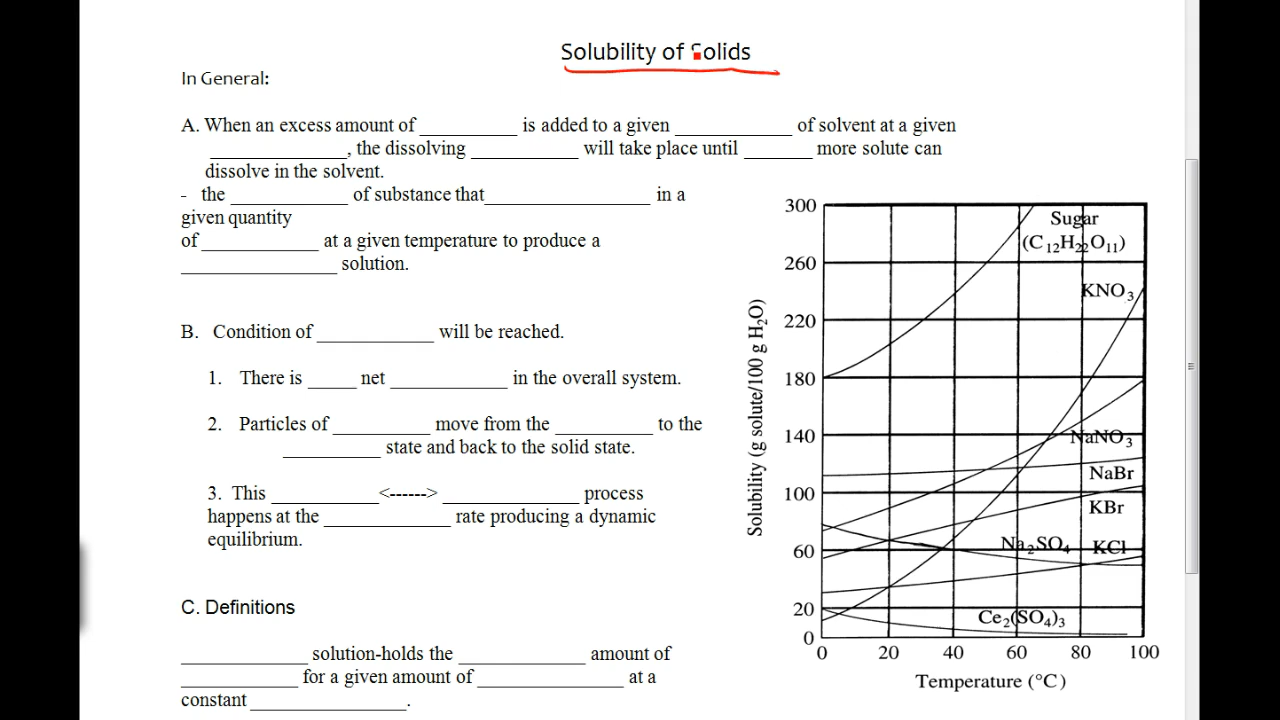 Solubility of Solids
In General:
A. When an excess amount of __________ is added to a given ____________ of solvent at a given
______________, the dissolving ___________ will take place until _______ more solute can
dissolve in the solvent.
- the ____________ of substance that_________________ in a
given quantity
of ____________ at a given temperature to produce a
________________ solution.
B. Condition of ____________ will be reached.
1. There is _____ net ____________ in the overall system.
2. Particles of __________ move from the __________ to the
__________ state and back to the solid state.
3. This ___________<------> ______________ process
happens at the _____________ rate producing a dynamic
equilibrium.
C. Definitions
_____________ solution-holds the _____________ amount of
____________ for a given amount of _______________ at a
constant ________________.
Solubility (g solute/100 g H₂O)
300
260
220
180
140
100
60
20
0
Sugar
(C₁₂H₂₂O₁₁)
KNO₃
NaNO₃
NaBr
KBr
Na₂SO₄ KCl
Ce₂(SO₄)₃
0 20 40 60 80 100
Temperature (°C)